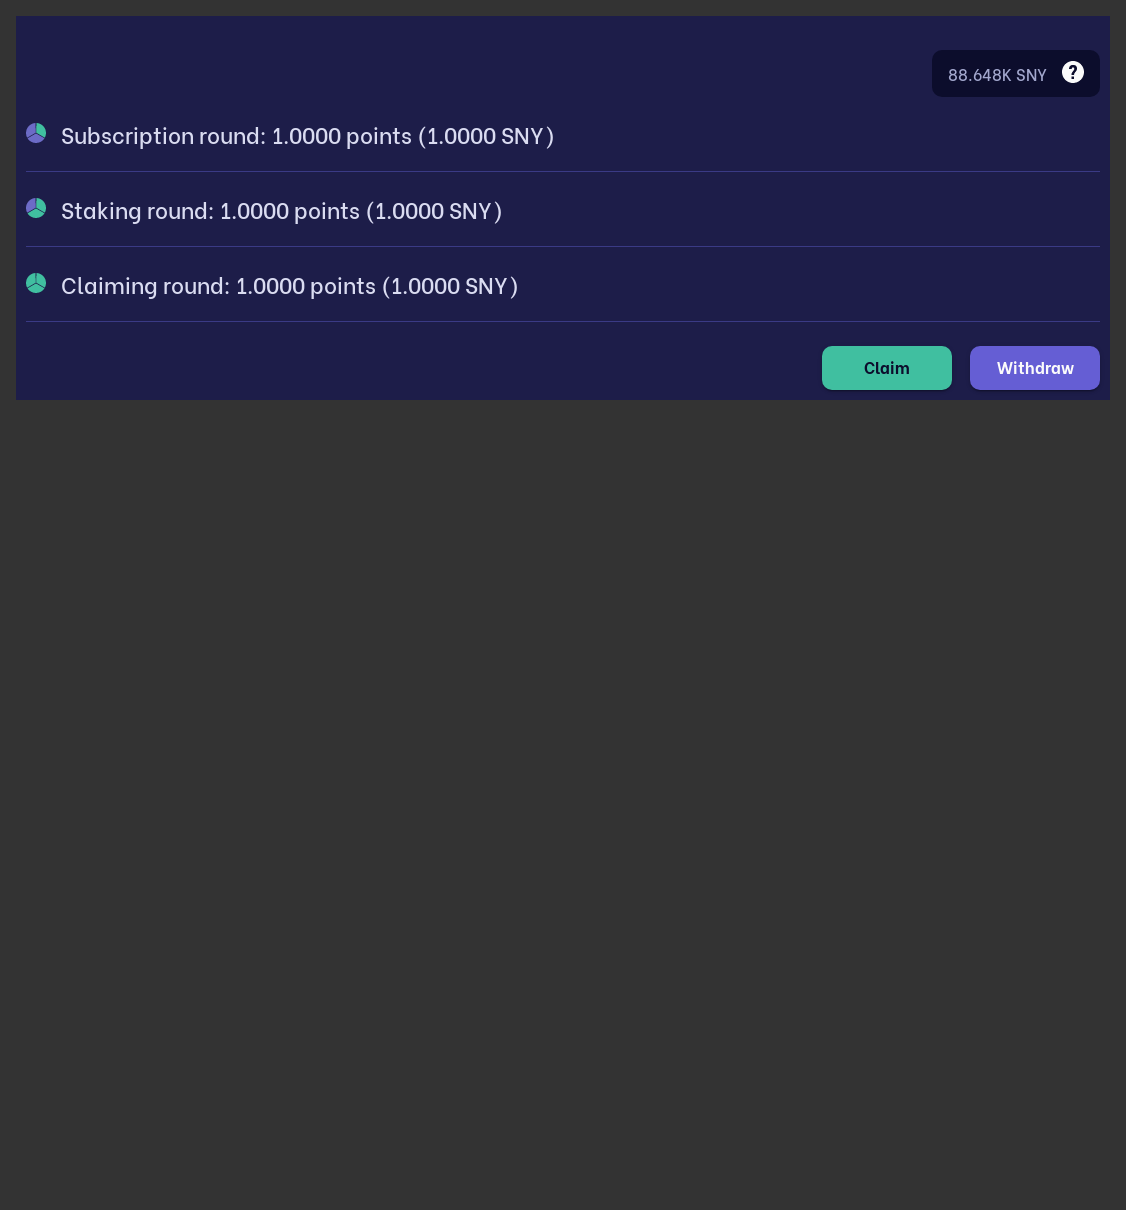 88.648K SNY
Subscription round: 1.0000 points (1.0000 SNY)
Staking round: 1.0000 points (1.0000 SNY)
Claiming round: 1.0000 points (1.0000 SNY)
Claim Withdraw